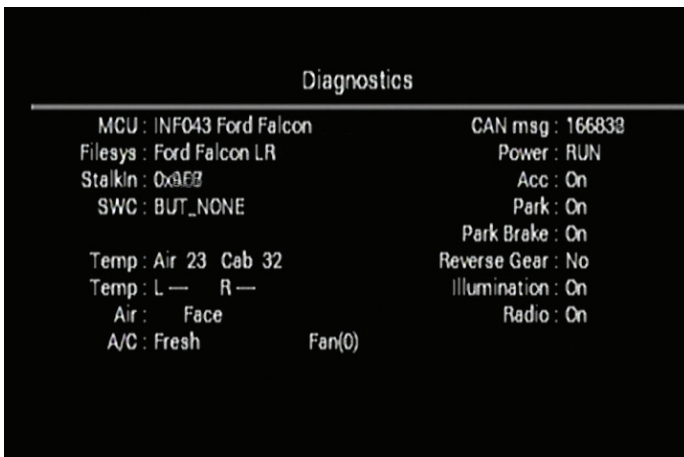 Diagnostics
MCU : INF043 Ford Falcon
Filesys : Ford Falcon LR
StalkIn :
SWC : BUT_NONE
Temp : Air 23 Cab 32
Temp : L --- R ---
Air : Face
A/C : Fresh Fan(0)
CAN msg :
Power : RUN
Acc : On
Park : On
Park Brake : On
Reverse Gear : No
Illumination : On
Radio : On